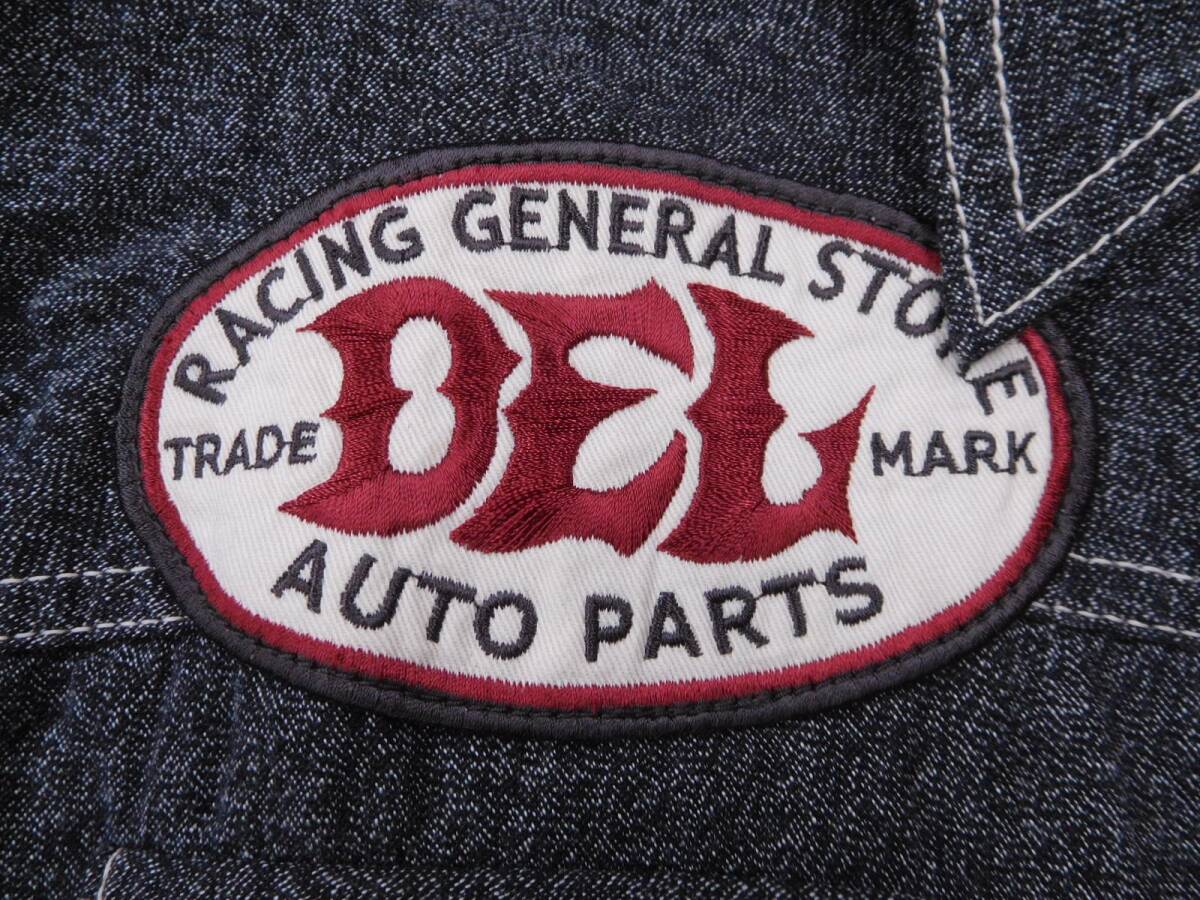 RACING GENERAL STORE
TRADE DEL MARK
AUTO PARTS